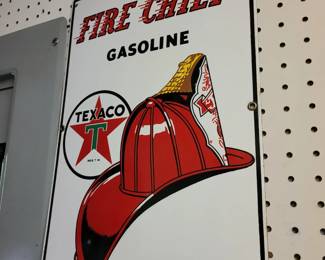 FIRE CHIEF
GASOLINE
TEXACO
T